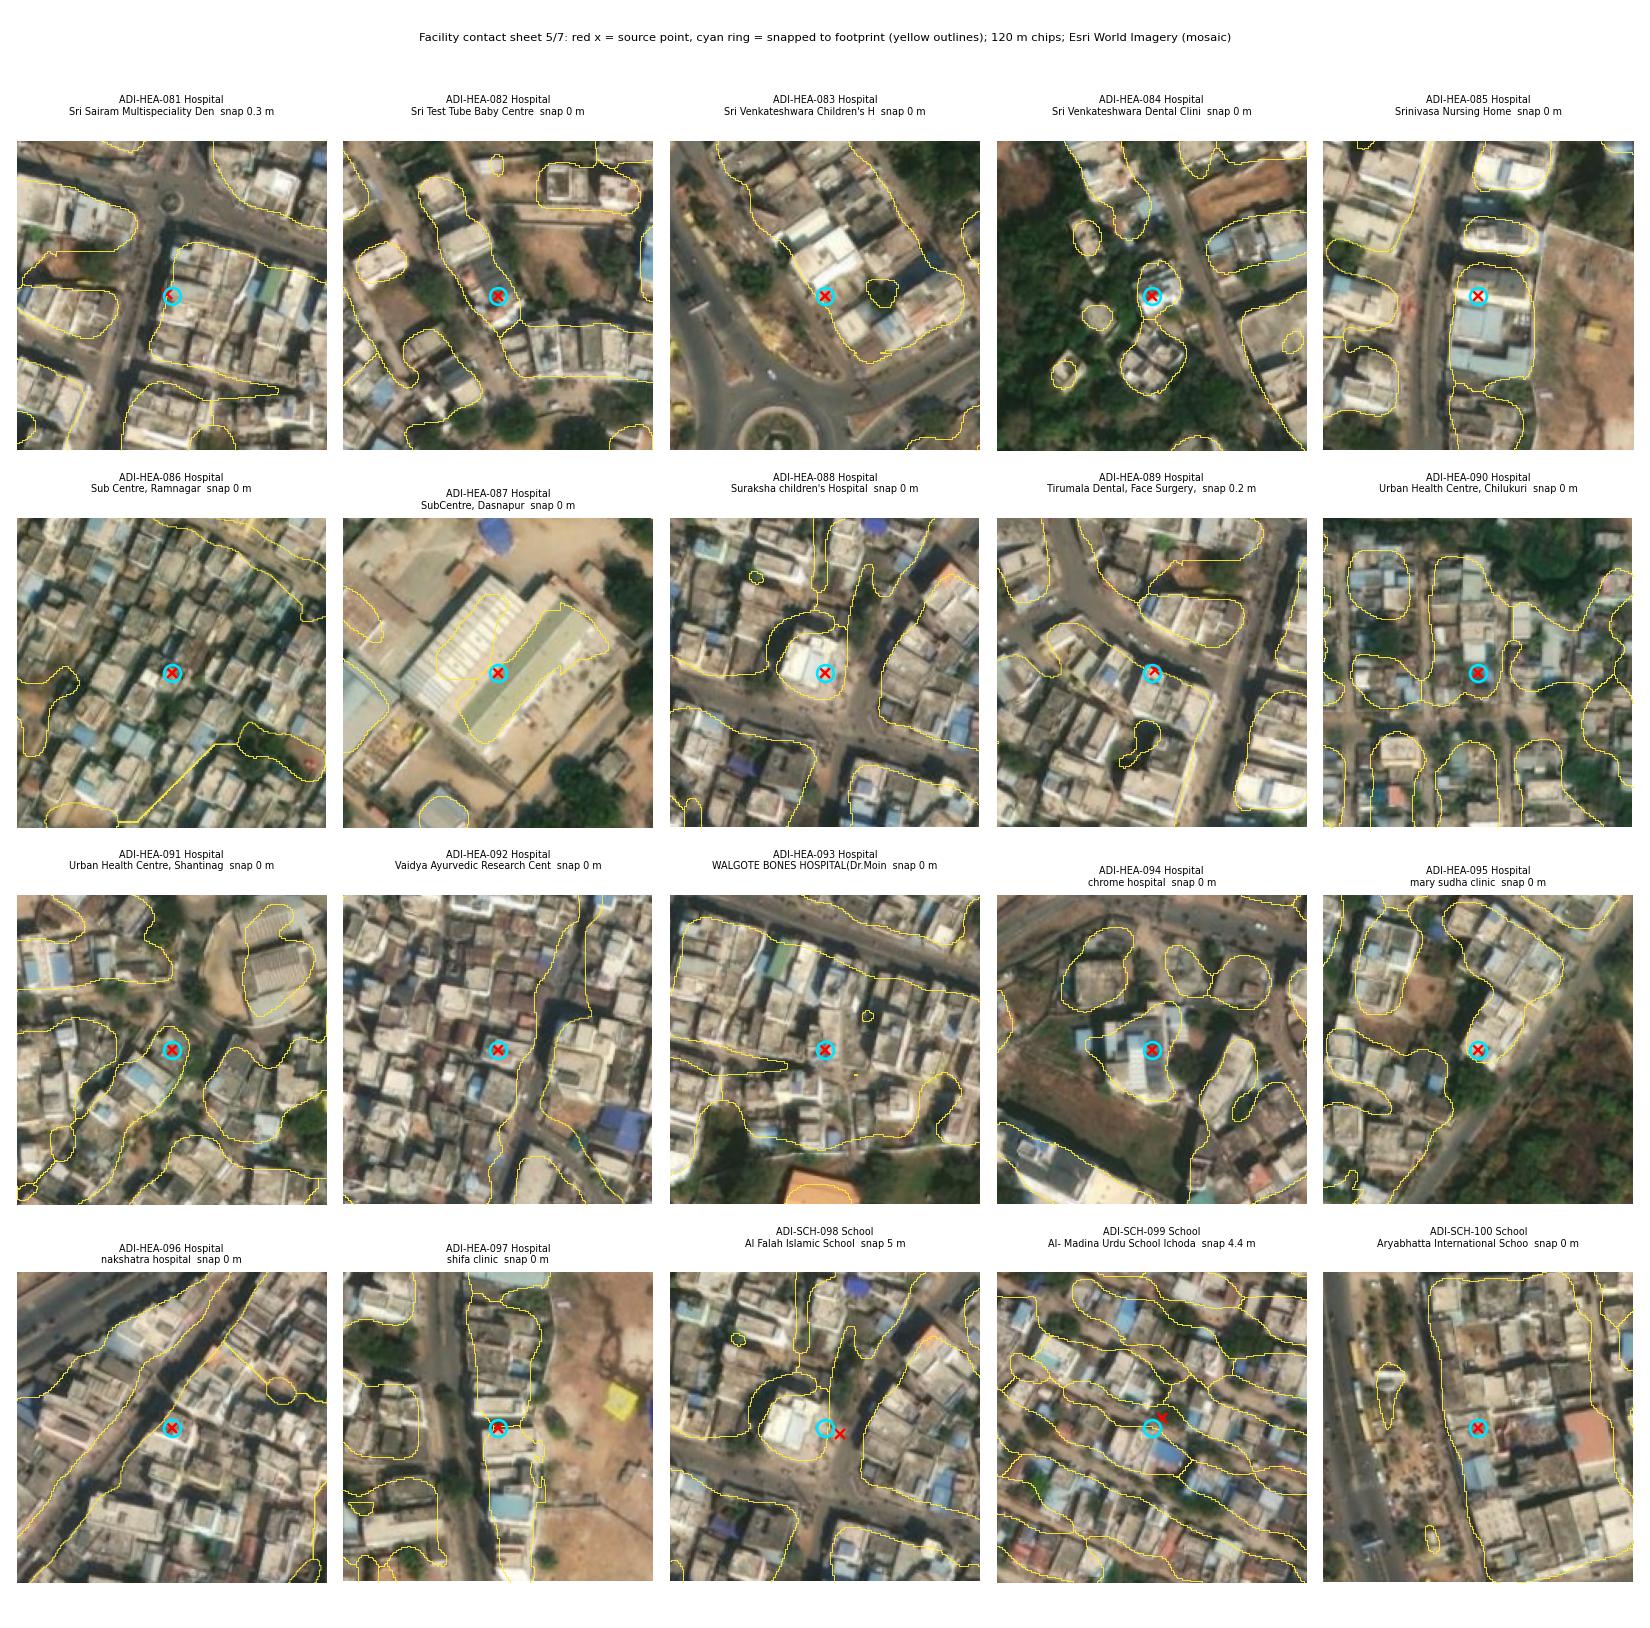 Facility contact sheet 5/7: red x = source point, cyan ring = snapped to footprint (yellow outlines); 120 m chips; Esri World Imagery (mosaic)
ADI-HEA-081 Hospital
Sri Sairam Multispeciality Den  snap 0.3 m
ADI-HEA-082 Hospital
Sri Test Tube Baby Centre  snap 0 m
ADI-HEA-083 Hospital
Sri Venkateshwara Children's H  snap 0 m
ADI-HEA-084 Hospital
Sri Venkateshwara Dental Clini  snap 0 m
ADI-HEA-085 Hospital
Srinivasa Nursing Home  snap 0 m
ADI-HEA-086 Hospital
Sub Centre, Ramnagar  snap 0 m
ADI-HEA-087 Hospital
SubCentre, Dasnapur  snap 0 m
ADI-HEA-088 Hospital
Suraksha children's Hospital  snap 0 m
ADI-HEA-089 Hospital
Tirumala Dental, Face Surgery,  snap 0.2 m
ADI-HEA-090 Hospital
Urban Health Centre, Chilukuri  snap 0 m
ADI-HEA-091 Hospital
Urban Health Centre, Shantinag  snap 0 m
ADI-HEA-092 Hospital
Vaidya Ayurvedic Research Cent  snap 0 m
ADI-HEA-093 Hospital
WALGOTE BONES HOSPITAL(Dr.Moin  snap 0 m
ADI-HEA-094 Hospital
chrome hospital  snap 0 m
ADI-HEA-095 Hospital
mary sudha clinic  snap 0 m
ADI-HEA-096 Hospital
nakshatra hospital  snap 0 m
ADI-HEA-097 Hospital
shifa clinic  snap 0 m
ADI-SCH-098 School
Al Falah Islamic School  snap 5 m
ADI-SCH-099 School
Al- Madina Urdu School Ichoda  snap 4.4 m
ADI-SCH-100 School
Aryabhatta International Schoo  snap 0 m